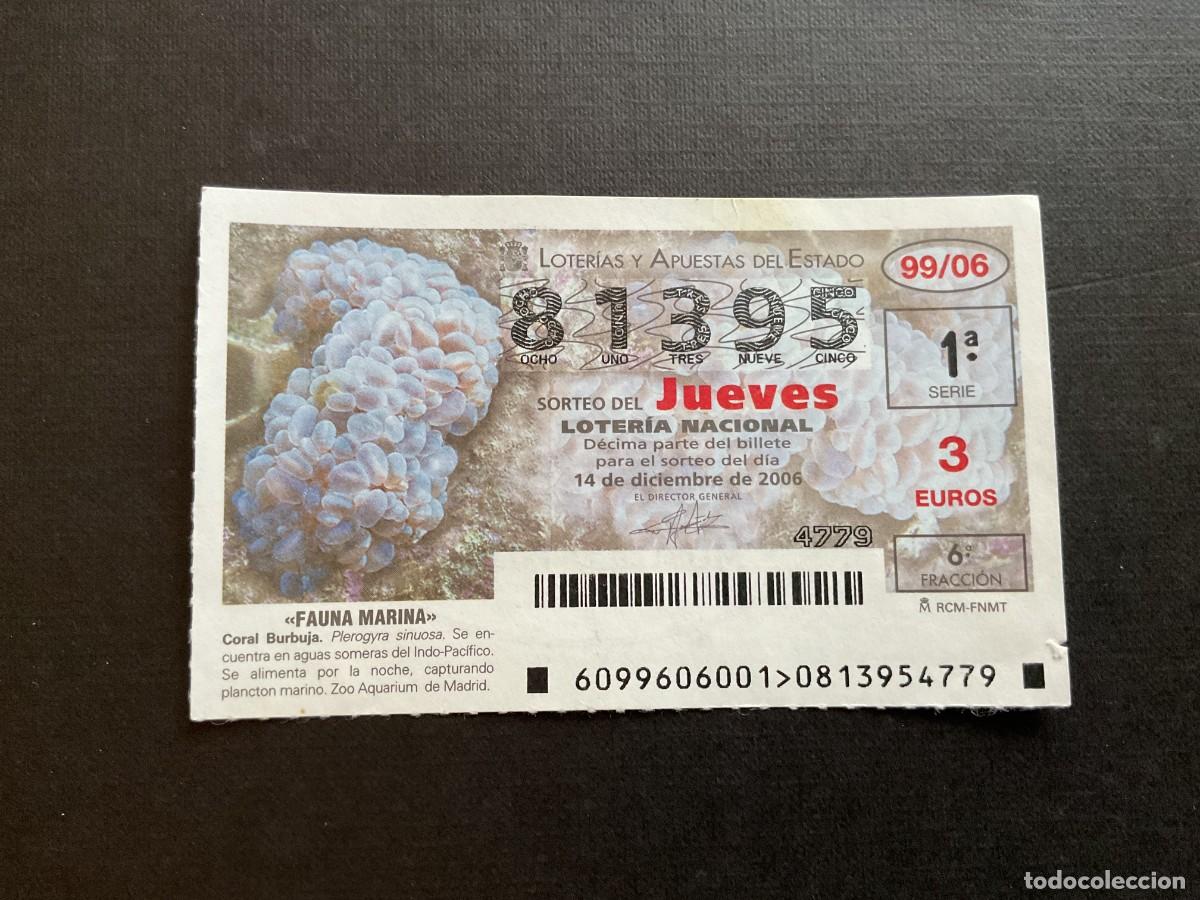 LOTERÍAS Y APUESTAS DEL ESTADO
99/06
81395
OCHO UNO TRES NUEVE CINCO
1ª
SERIE
SORTEO DEL Jueves
LOTERÍA NACIONAL
Décima parte del billete
para el sorteo del día
14 de diciembre de 2006
EL DIRECTOR GENERAL
3
EUROS
4779
6ª
FRACCIÓN
RCM-FNMT
«FAUNA MARINA»
Coral Burbuja. Plerogyra sinuosa. Se en-
cuentra en aguas someras del Indo-Pacífico.
Se alimenta por la noche, capturando
plancton marino. Zoo Aquarium de Madrid.
6099606001>0813954779
todocoleccion